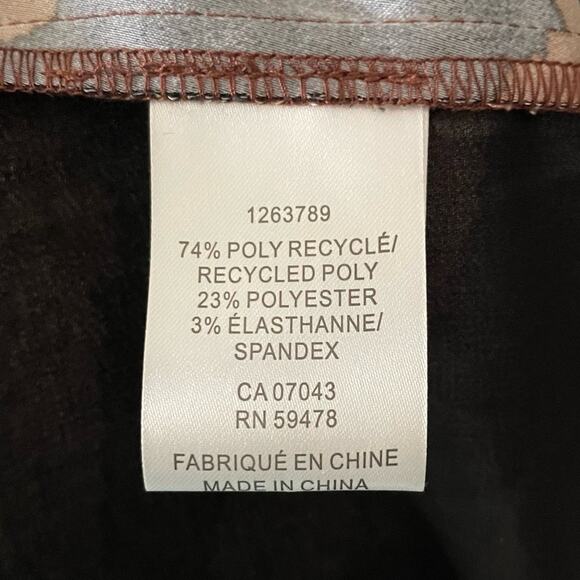 1263789
74% POLY RECYCLÉ/
RECYCLED POLY
23% POLYESTER
3% ÉLASTHANNE/
SPANDEX
CA 07043
RN 59478
FABRIQUÉ EN CHINE
MADE IN CHINA